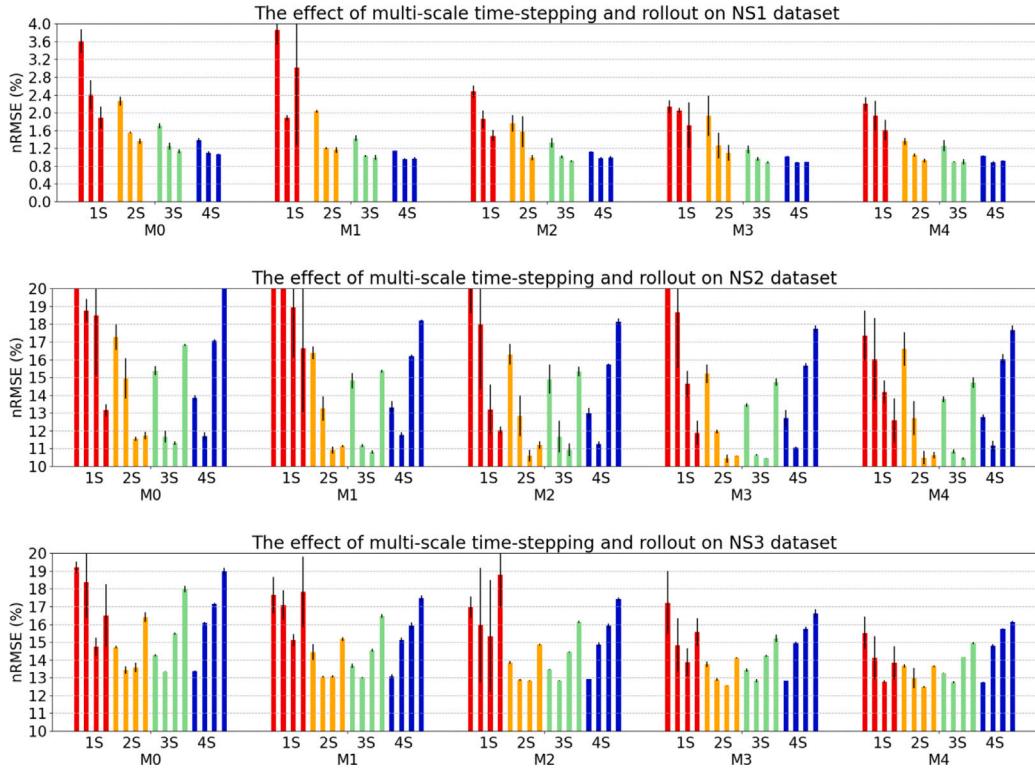 The effect of multi-scale time-stepping and rollout on NS1 dataset
nRMSE (%)
4.0
3.6
3.2
2.8
2.4
2.0
1.6
1.2
0.8
0.4
0.0
1S 2S 3S 4S 1S 2S 3S 4S 1S 2S 3S 4S 1S 2S 3S 4S 1S 2S 3S 4S
M0 M1 M2 M3 M4
The effect of multi-scale time-stepping and rollout on NS2 dataset
nRMSE (%)
20
19
18
17
16
15
14
13
12
11
10
1S 2S 3S 4S 1S 2S 3S 4S 1S 2S 3S 4S 1S 2S 3S 4S 1S 2S 3S 4S
M0 M1 M2 M3 M4
The effect of multi-scale time-stepping and rollout on NS3 dataset
nRMSE (%)
20
19
18
17
16
15
14
13
12
11
10
1S 2S 3S 4S 1S 2S 3S 4S 1S 2S 3S 4S 1S 2S 3S 4S 1S 2S 3S 4S
M0 M1 M2 M3 M4